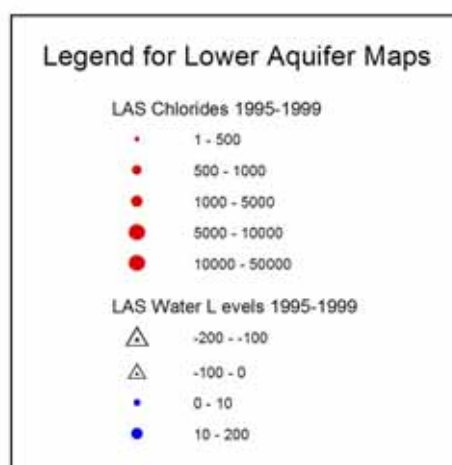 Legend for Lower Aquifer Maps
LAS Chlorides 1995-1999
1 - 500
500 - 1000
1000 - 5000
5000 - 10000
10000 - 50000
LAS Water L evels 1995-1999
-200 - -100
-100 - 0
0 - 10
10 - 200